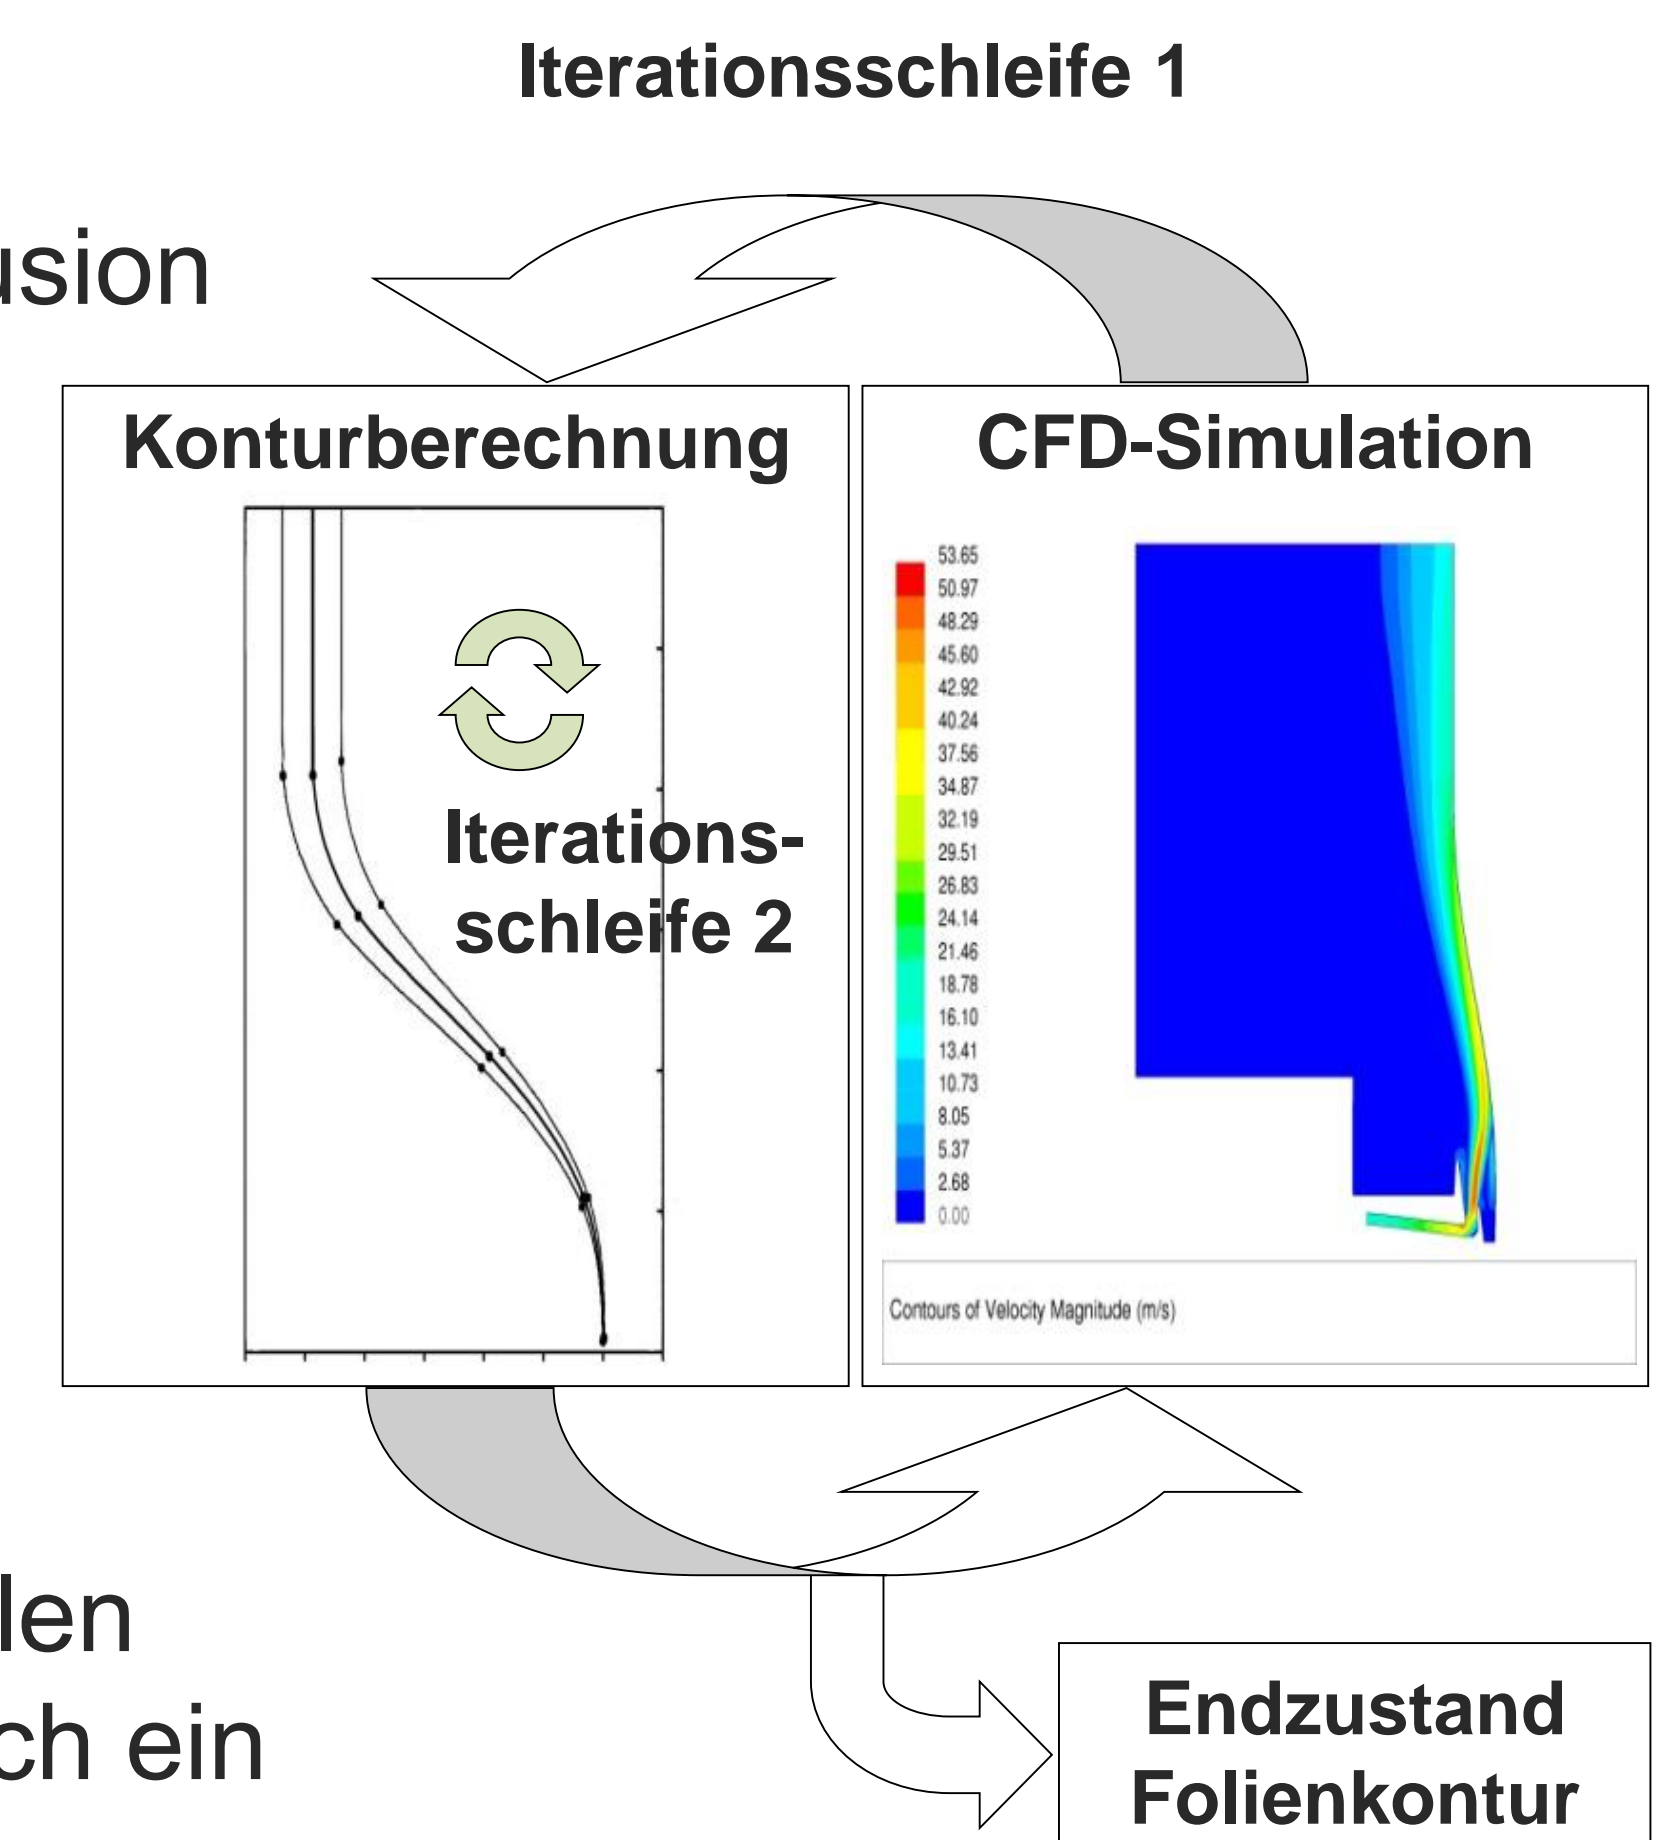 Iterationsschleife 1
usion
Konturberechnung
CFD-Simulation
Iterations-
schleife 2
53.65
50.97
48.29
45.60
42.92
40.24
37.56
34.87
32.19
29.51
26.83
24.14
21.46
18.78
16.10
13.41
10.73
8.05
5.37
2.68
0.00
Contours of Velocity Magnitude (m/s)
len
ch ein
Endzustand
Folienkontur